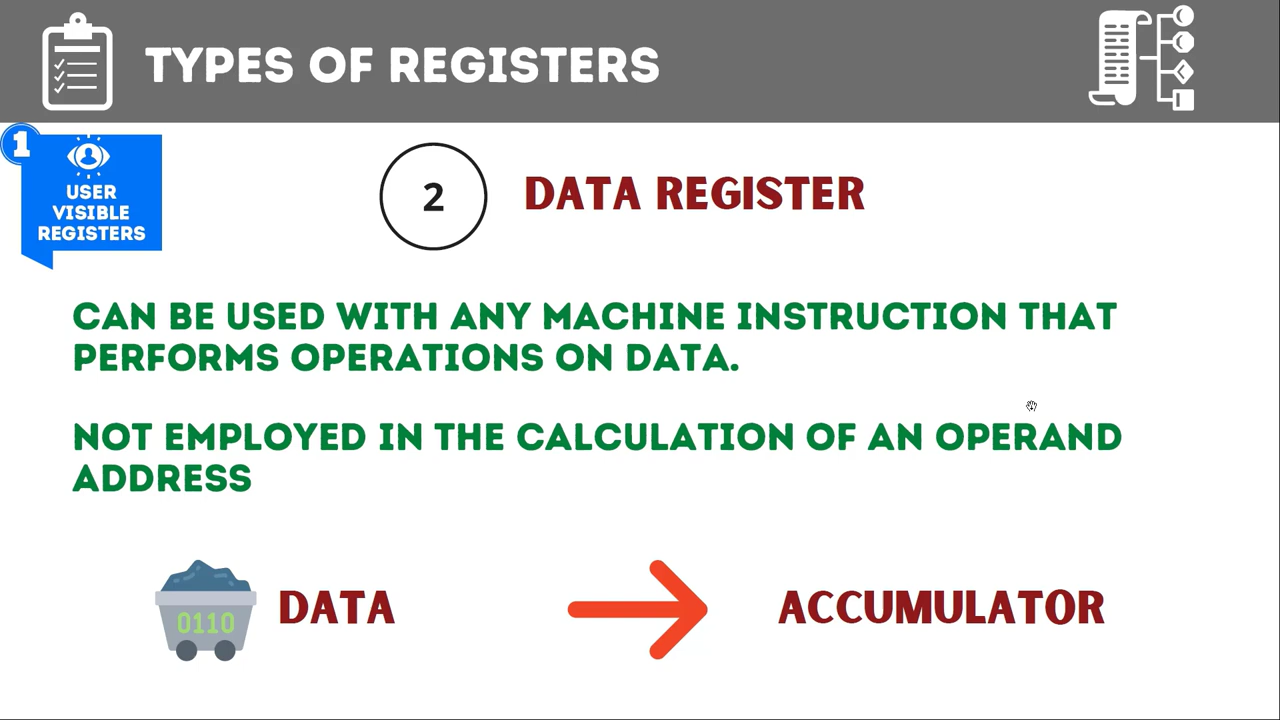 TYPES OF REGISTERS
1
USER
VISIBLE
REGISTERS
2
DATA REGISTER
CAN BE USED WITH ANY MACHINE INSTRUCTION THAT
PERFORMS OPERATIONS ON DATA.
NOT EMPLOYED IN THE CALCULATION OF AN OPERAND
ADDRESS
0110
DATA
ACCUMULATOR